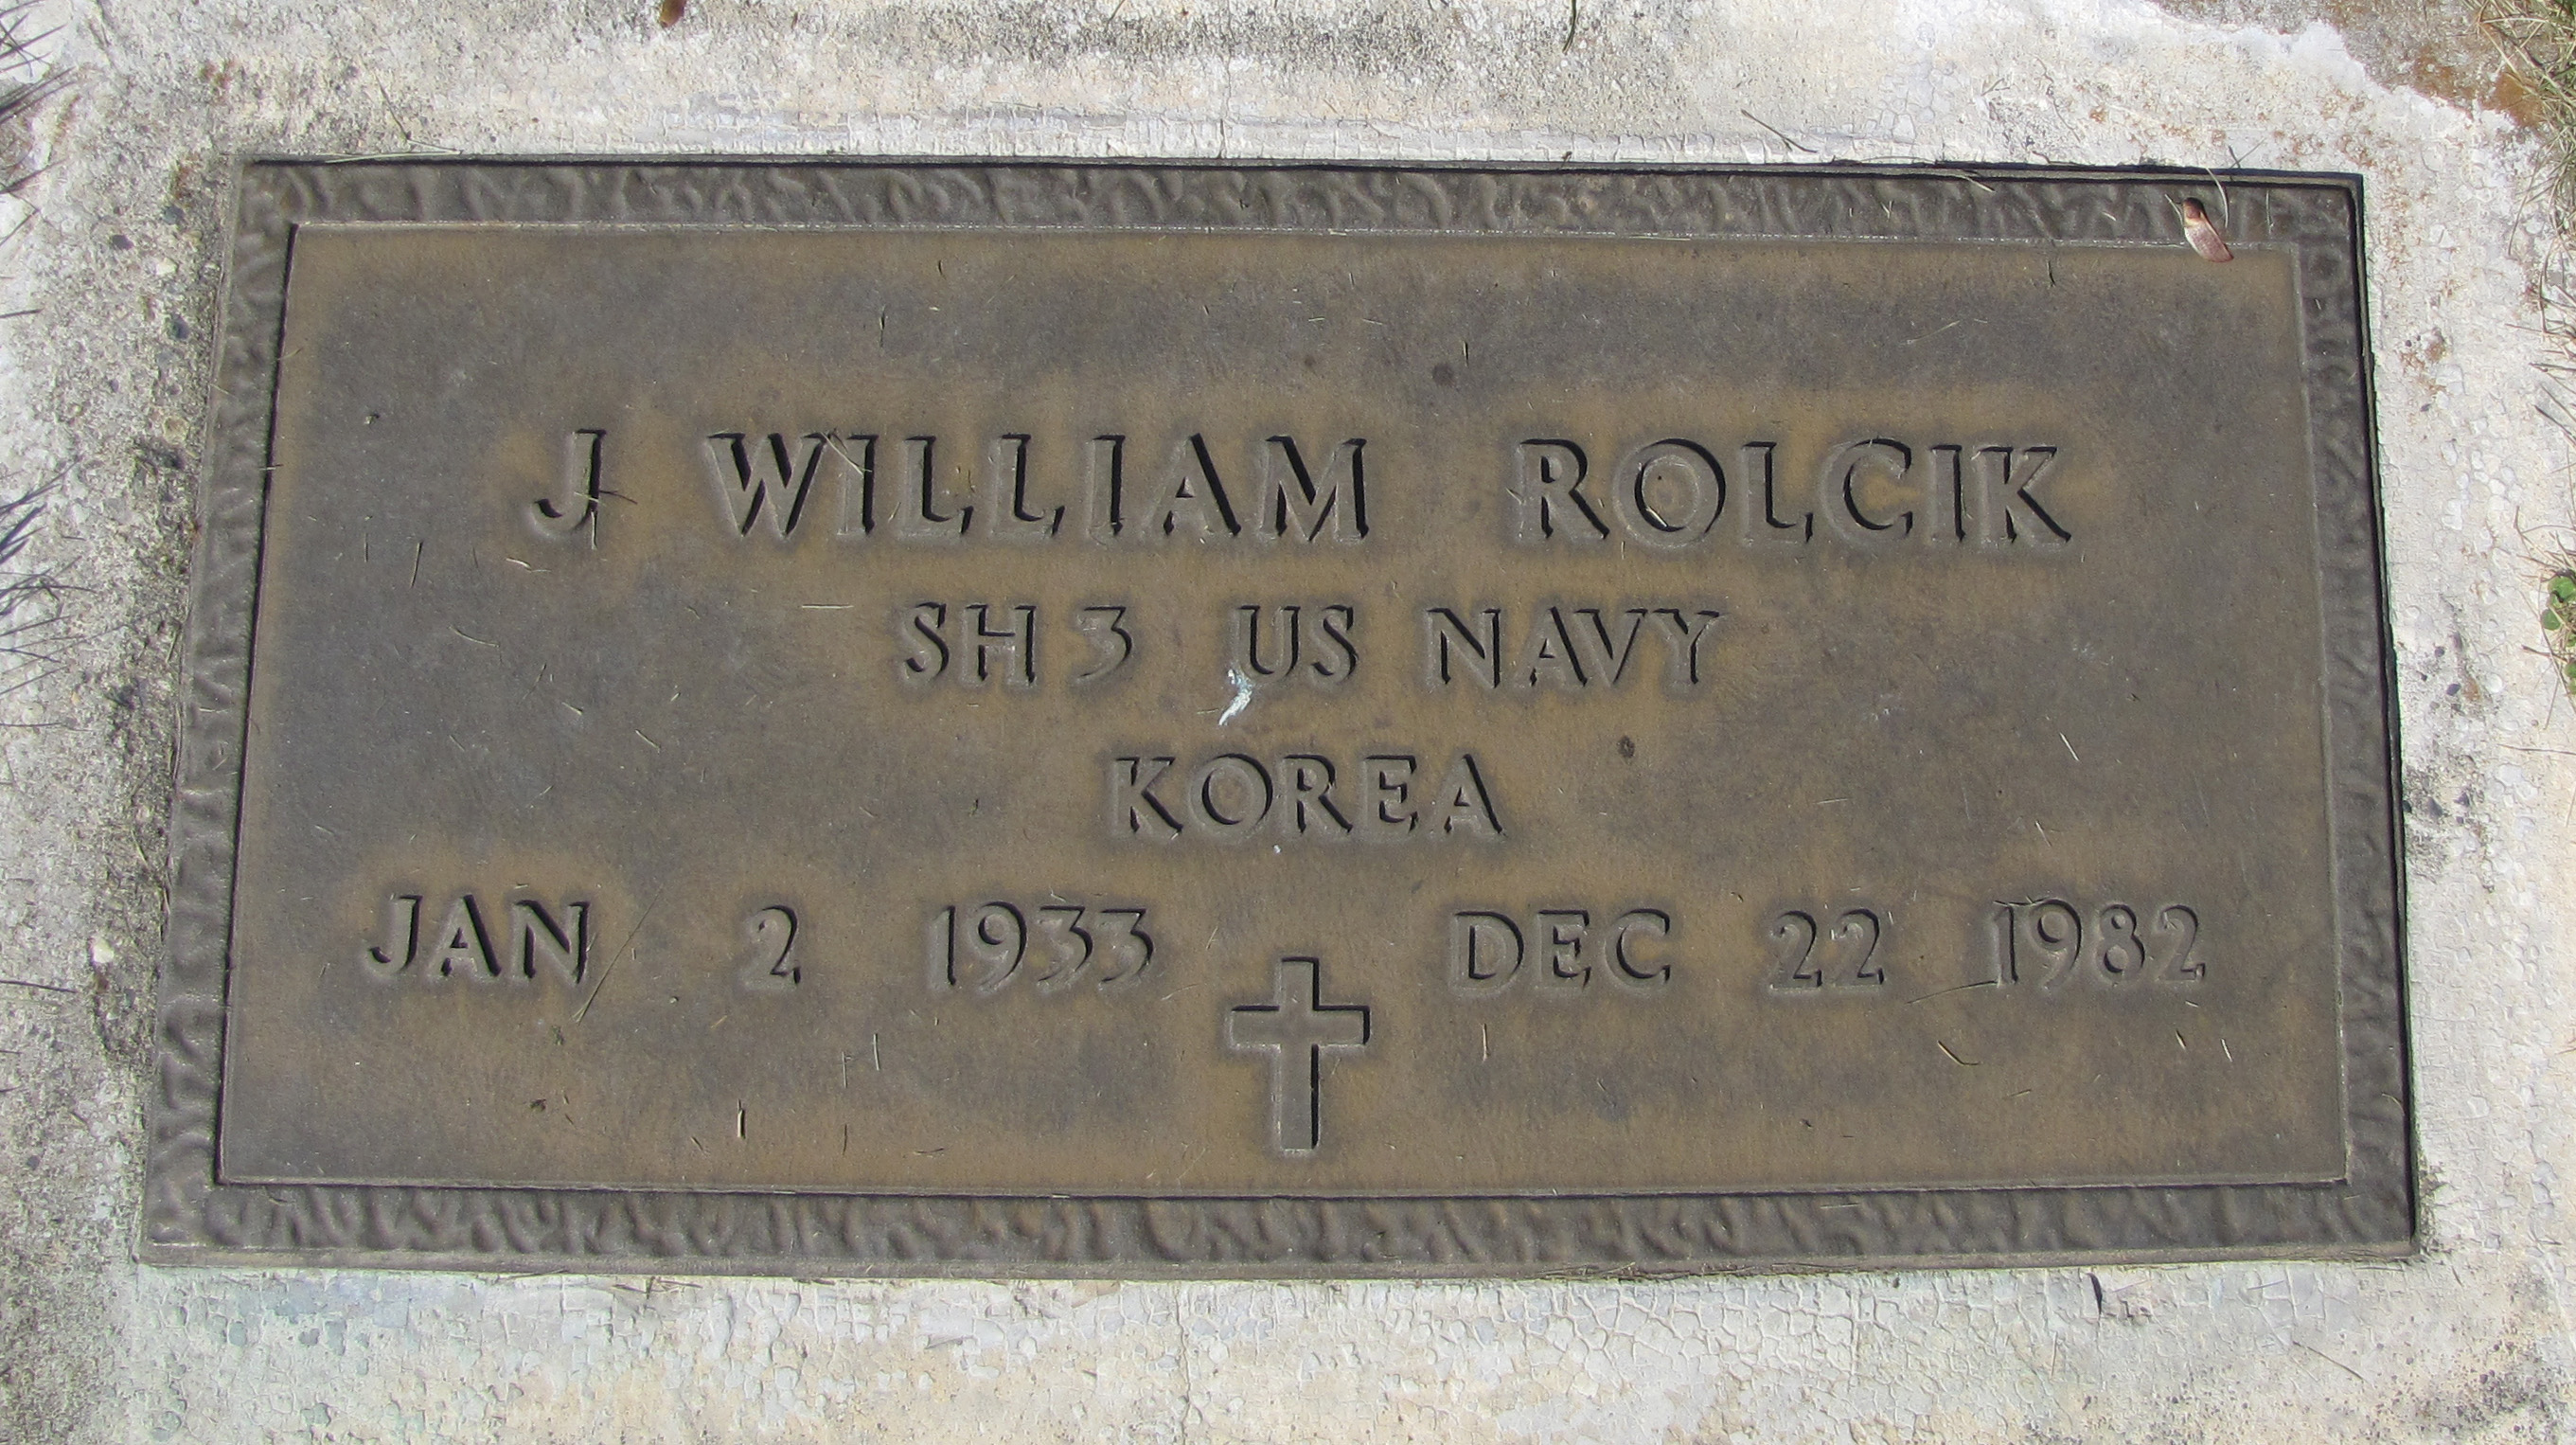 J WILLIAM ROLCIK
SH3 US NAVY
KOREA
JAN 2 1933 DEC 22 1982